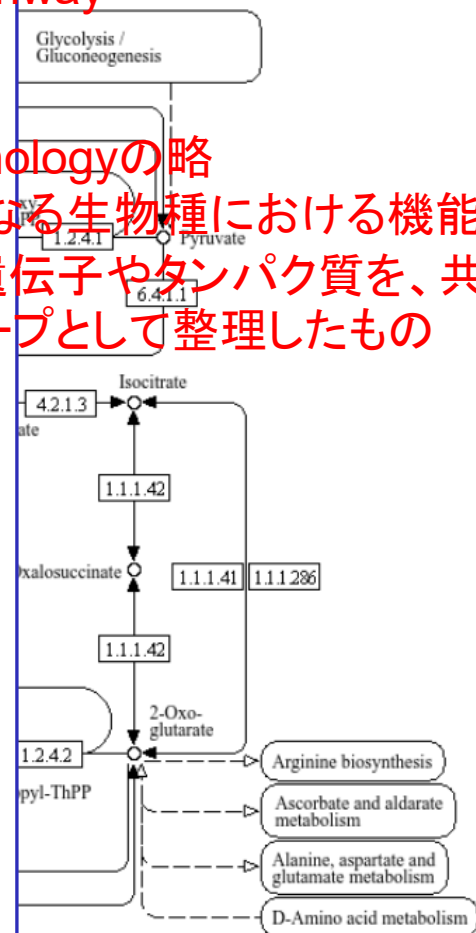 Glycolysis /
Gluconeogenesis
ologyの略
なる生物種における機能
伝子やタンパク質を、共
ープとして整理したもの
1.2.4.1
Pyruvate
6.4.1.1
Isocitrate
4.2.1.3
ate
1.1.1.42
Oxalosuccinate
1.1.1.41
1.1.1.286
1.1.1.42
2-Oxo-
glutarate
1.2.4.2
pyl-ThPP
Arginine biosynthesis
Ascorbate and aldarate
metabolism
Alanine, aspartate and
glutamate metabolism
D-Amino acid metabolism